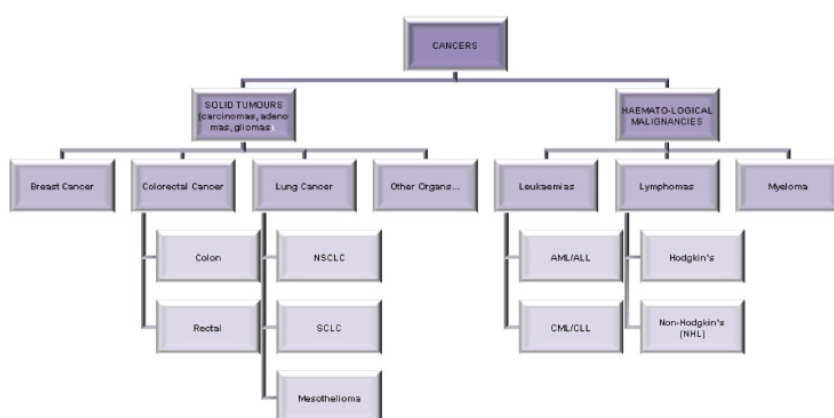 CANCERS
SOLID TUMOURS
(carcinomas, adeno
mas, gliomas).
HAEMATO-LOGICAL
MALIGNANCIES
Breast Cancer
Colorectal Cancer
Lung Cancer
Other Organs...
Leukaemias
Lymphomas
Myeloma
Colon
NSCLC
AML/ALL
Hodgkin's
Rectal
SCLC
CML/CLL
Non-Hodgkin's
(NHL)
Mesothelioma